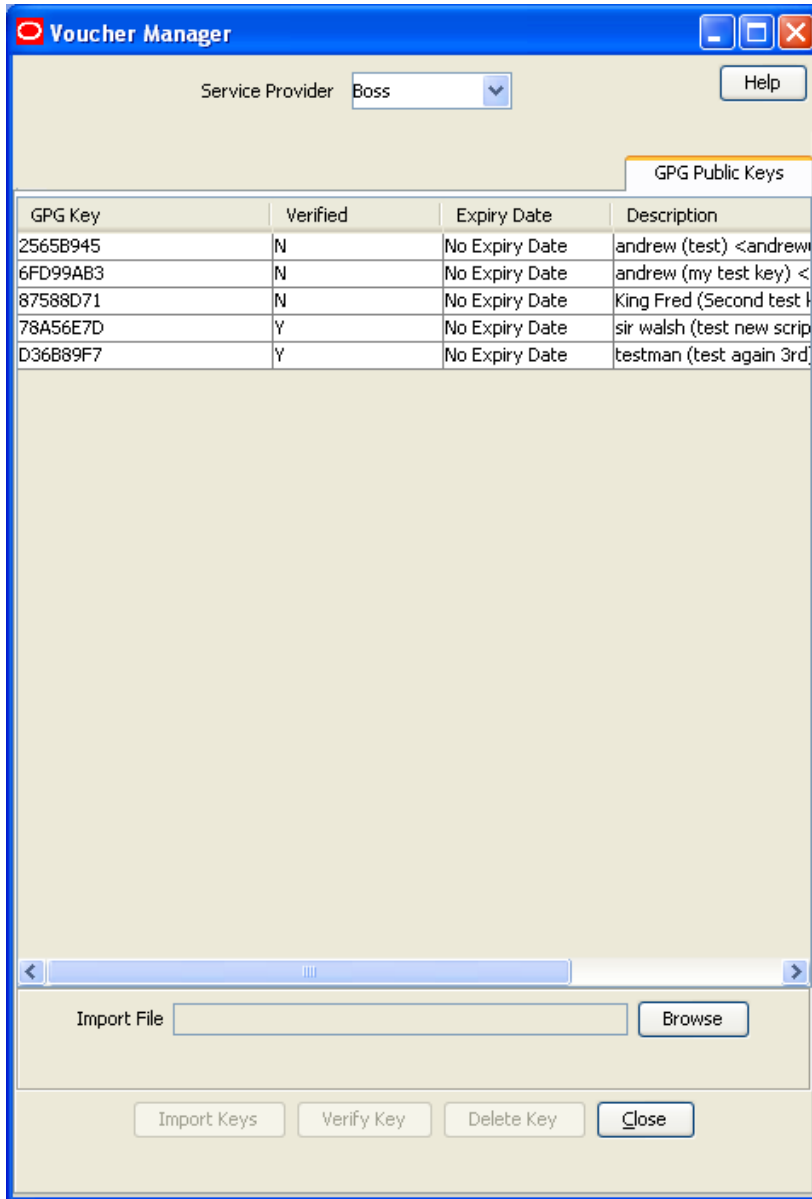 Voucher Manager
Service Provider Boss Help
GPG Public Keys
GPG Key Verified Expiry Date Description
2565B945 N No Expiry Date andrew (test)
6FD99AB3 N No Expiry Date andrew (my test key) <
87588D71 N No Expiry Date King Fred (Second test
78A56E7D Y No Expiry Date sir walsh (test new scrip
D36B89F7 Y No Expiry Date testman (test again 3rd)
Import File Browse
Import Keys Verify Key Delete Key Close